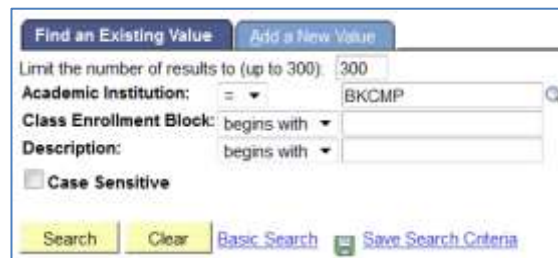 Find an Existing Value Add a New Value
Limit the number of results to (up to 300): 300
Academic Institution: = BKCMP
Class Enrollment Block: begins with
Description: begins with
Case Sensitive
Search Clear Basic Search Save Search Criteria